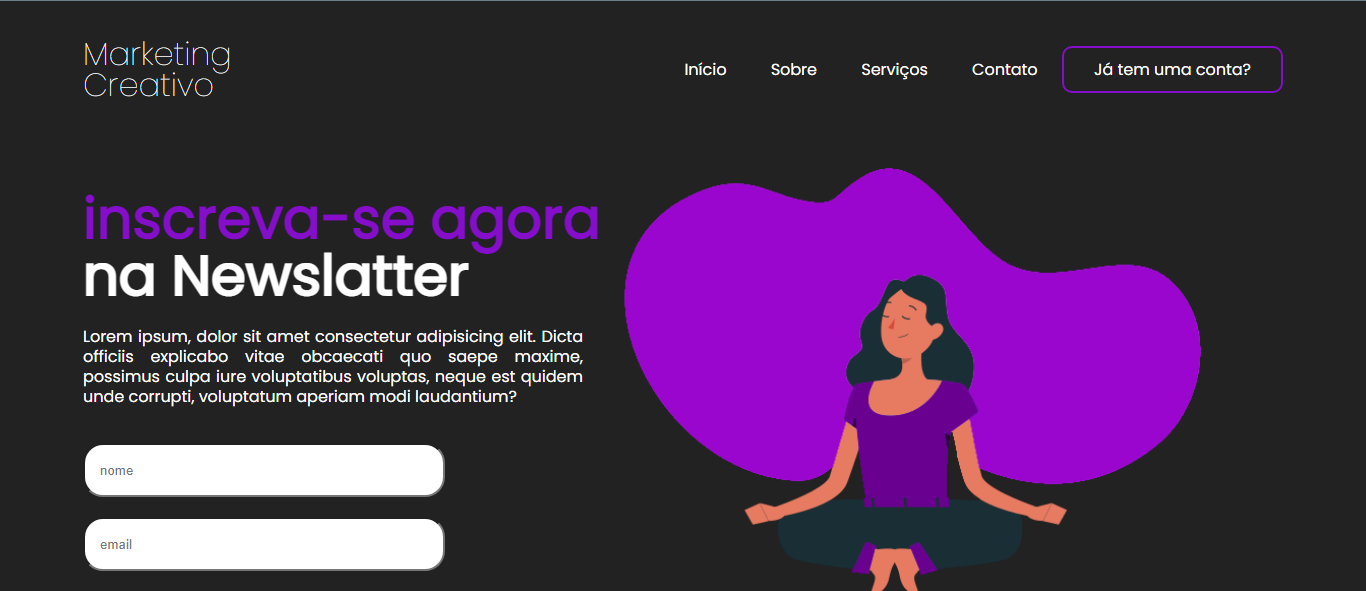 Marketing
Creativo
Início Sobre Serviços Contato Já tem uma conta?
inscreva-se agora
na Newslatter
Lorem ipsum, dolor sit amet consectetur adipisicing elit. Dicta
officiis explicabo vitae obcaecati quo saepe maxime,
possimus culpa iure voluptatibus voluptas, neque est quidem
unde corrupti, voluptatum aperiam modi laudantium?
nome
email